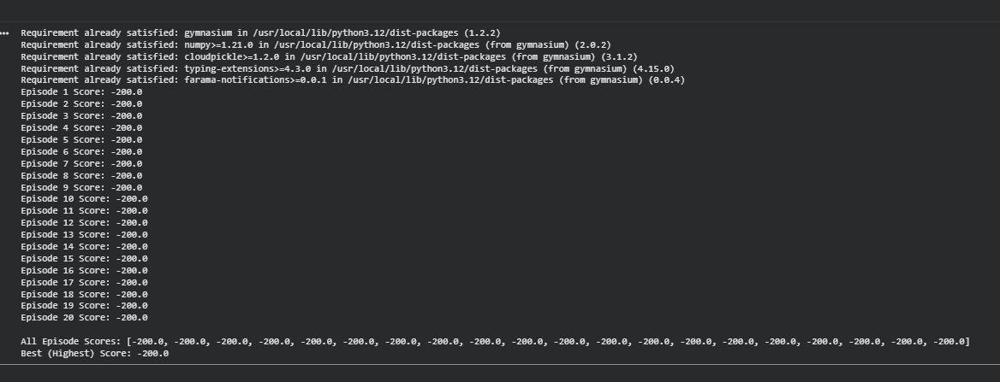 Requirement already satisfied: gymnasium in /usr/local/lib/python3.12/dist-packages (1.2.2)
Requirement already satisfied: numpy>=1.21.0 in /usr/local/lib/python3.12/dist-packages (from gymnasium) (2.0.2)
Requirement already satisfied: cloudpickle>=1.2.0 in /usr/local/lib/python3.12/dist-packages (from gymnasium) (3.1.2)
Requirement already satisfied: typing-extensions>=4.3.0 in /usr/local/lib/python3.12/dist-packages (from gymnasium) (4.15.0)
Requirement already satisfied: farama-notifications>=0.0.1 in /usr/local/lib/python3.12/dist-packages (from gymnasium) (0.0.4)
Episode 1 Score: -200.0
Episode 2 Score: -200.0
Episode 3 Score: -200.0
Episode 4 Score: -200.0
Episode 5 Score: -200.0
Episode 6 Score: -200.0
Episode 7 Score: -200.0
Episode 8 Score: -200.0
Episode 9 Score: -200.0
Episode 10 Score: -200.0
Episode 11 Score: -200.0
Episode 12 Score: -200.0
Episode 13 Score: -200.0
Episode 14 Score: -200.0
Episode 15 Score: -200.0
Episode 16 Score: -200.0
Episode 17 Score: -200.0
Episode 18 Score: -200.0
Episode 19 Score: -200.0
Episode 20 Score: -200.0
All Episode Scores: [-200.0, -200.0, -200.0, -200.0, -200.0, -200.0, -200.0, -200.0, -200.0, -200.0, -200.0, -200.0, -200.0, -200.0, -200.0, -200.0, -200.0, -200.0, -200.0, -200.0]
Best (Highest) Score: -200.0